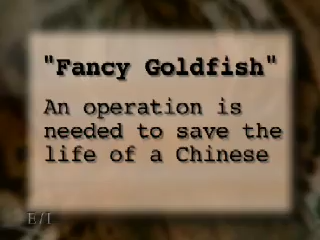 "Fancy Goldfish"
An operation is
needed to save the
life of a Chinese
E/I